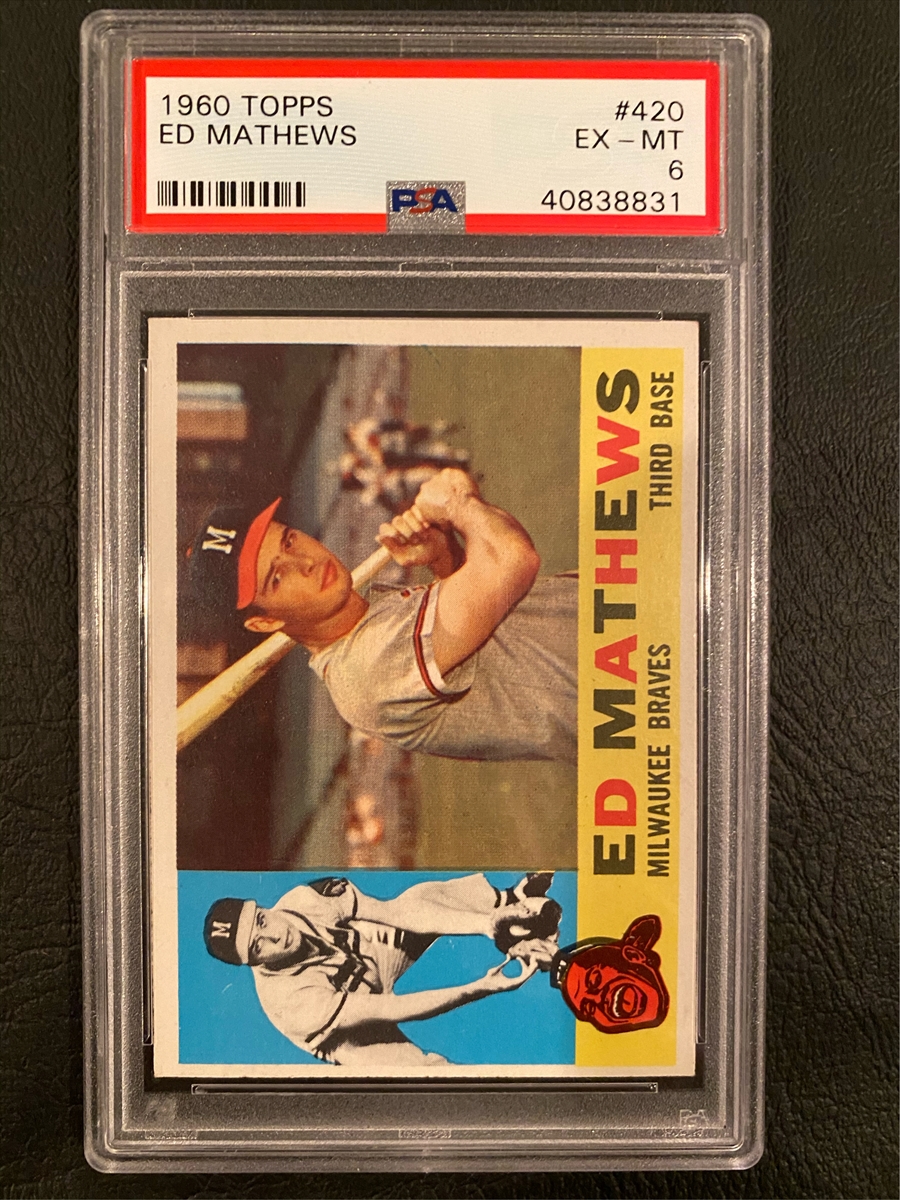 1960 TOPPS
ED MATHEWS
#420
EX - MT
6
40838831
PSA
M
ED MATHEWS
MILWAUKEE BRAVES THIRD BASE
M